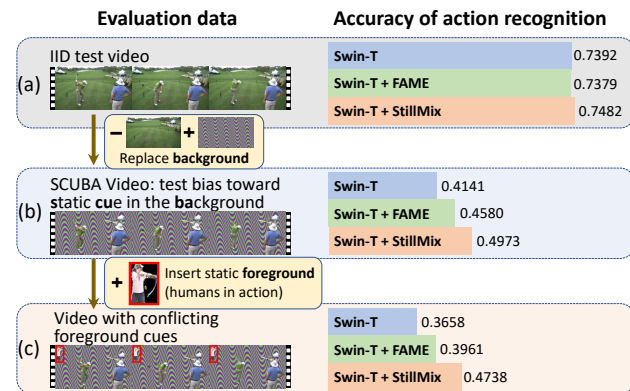 Evaluation data
Accuracy of action recognition
(a)
IID test video
Swin-T
0.7392
Swin-T + FAME
0.7379
Swin-T + StillMix
0.7482
− +
Replace background
(b)
SCUBA Video: test bias toward
static cue in the background
Swin-T
0.4141
Swin-T + FAME
0.4580
Swin-T + StillMix
0.4973
+
Insert static foreground
(humans in action)
(c)
Video with conflicting
foreground cues
Swin-T
0.3658
Swin-T + FAME
0.3961
Swin-T + StillMix
0.4738